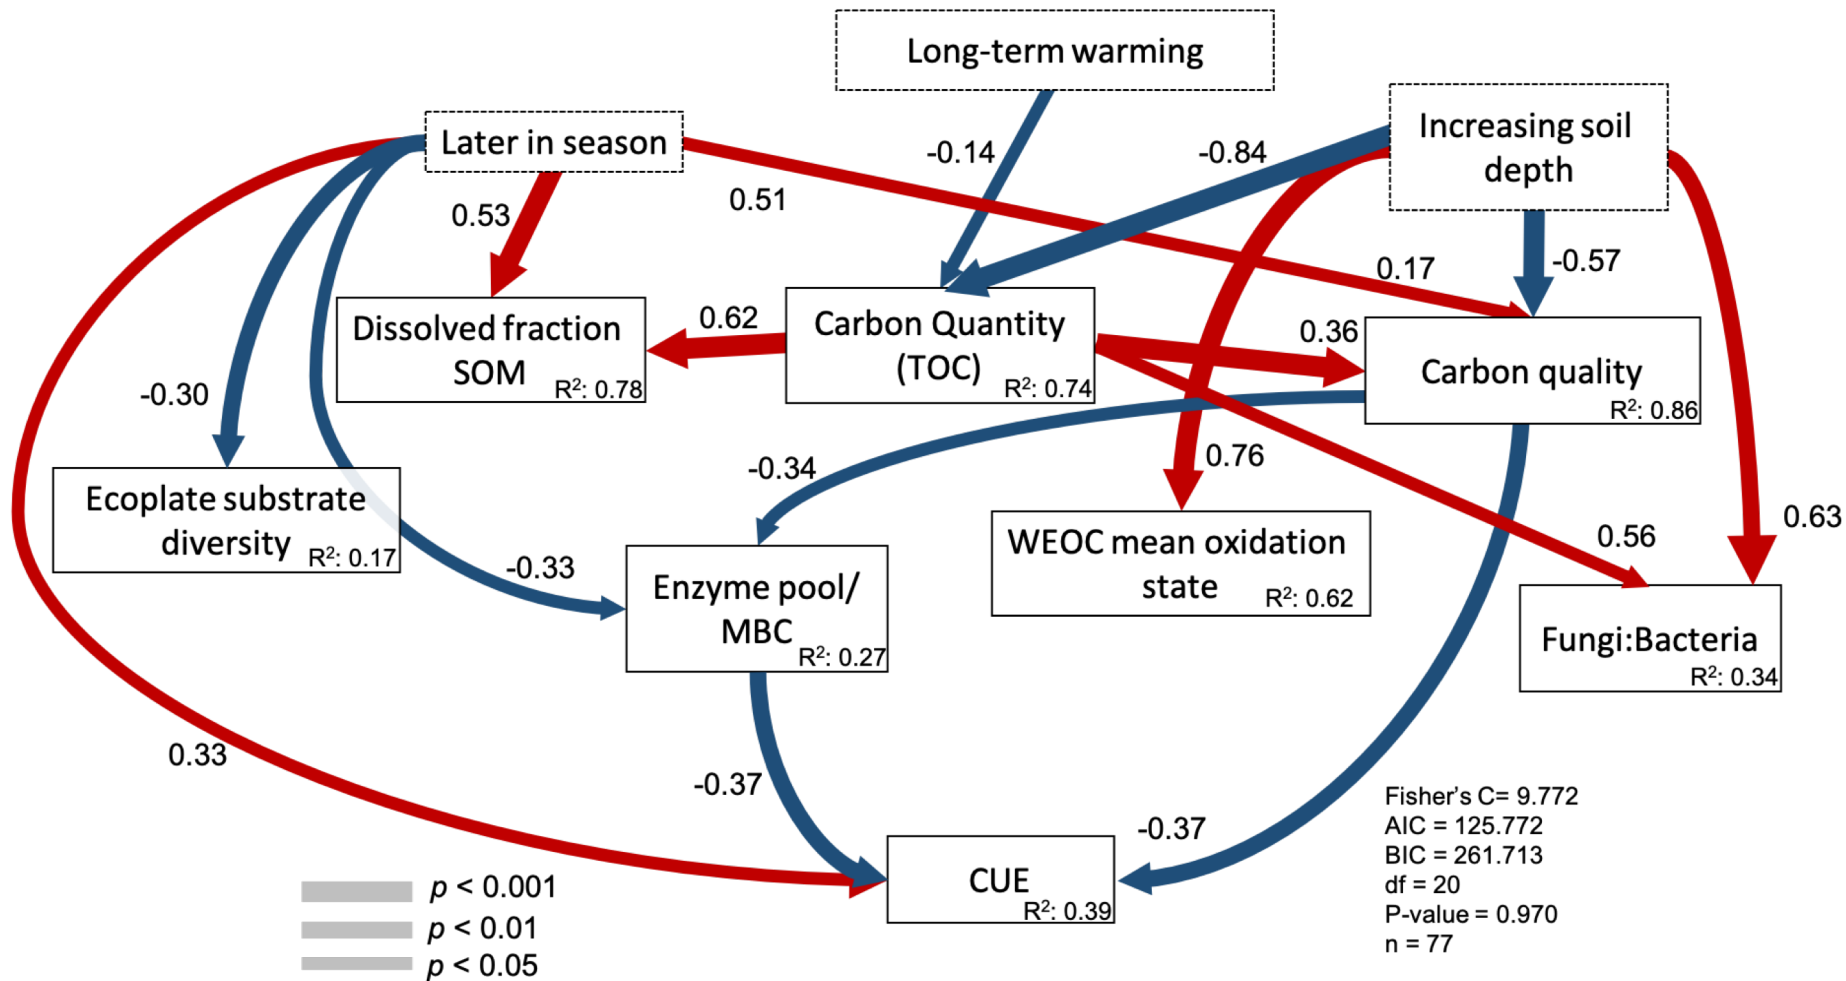 Long-term warming
Later in season
Increasing soil
depth
-0.14
-0.84
0.53
0.51
0.17
-0.57
Dissolved fraction
SOM
R²: 0.78
0.62
Carbon Quantity
(TOC)
R²: 0.74
0.36
Carbon quality
R²: 0.86
-0.30
-0.34
0.76
Ecoplate substrate
diversity
R²: 0.17
-0.33
Enzyme pool/
MBC
R²: 0.27
WEOC mean oxidation
state
R²: 0.62
0.56
0.63
Fungi:Bacteria
R²: 0.34
0.33
-0.37
-0.37
CUE
R²: 0.39
p < 0.001
p < 0.01
p < 0.05
Fisher's C= 9.772
AIC = 125.772
BIC = 261.713
df = 20
P-value = 0.970
n = 77